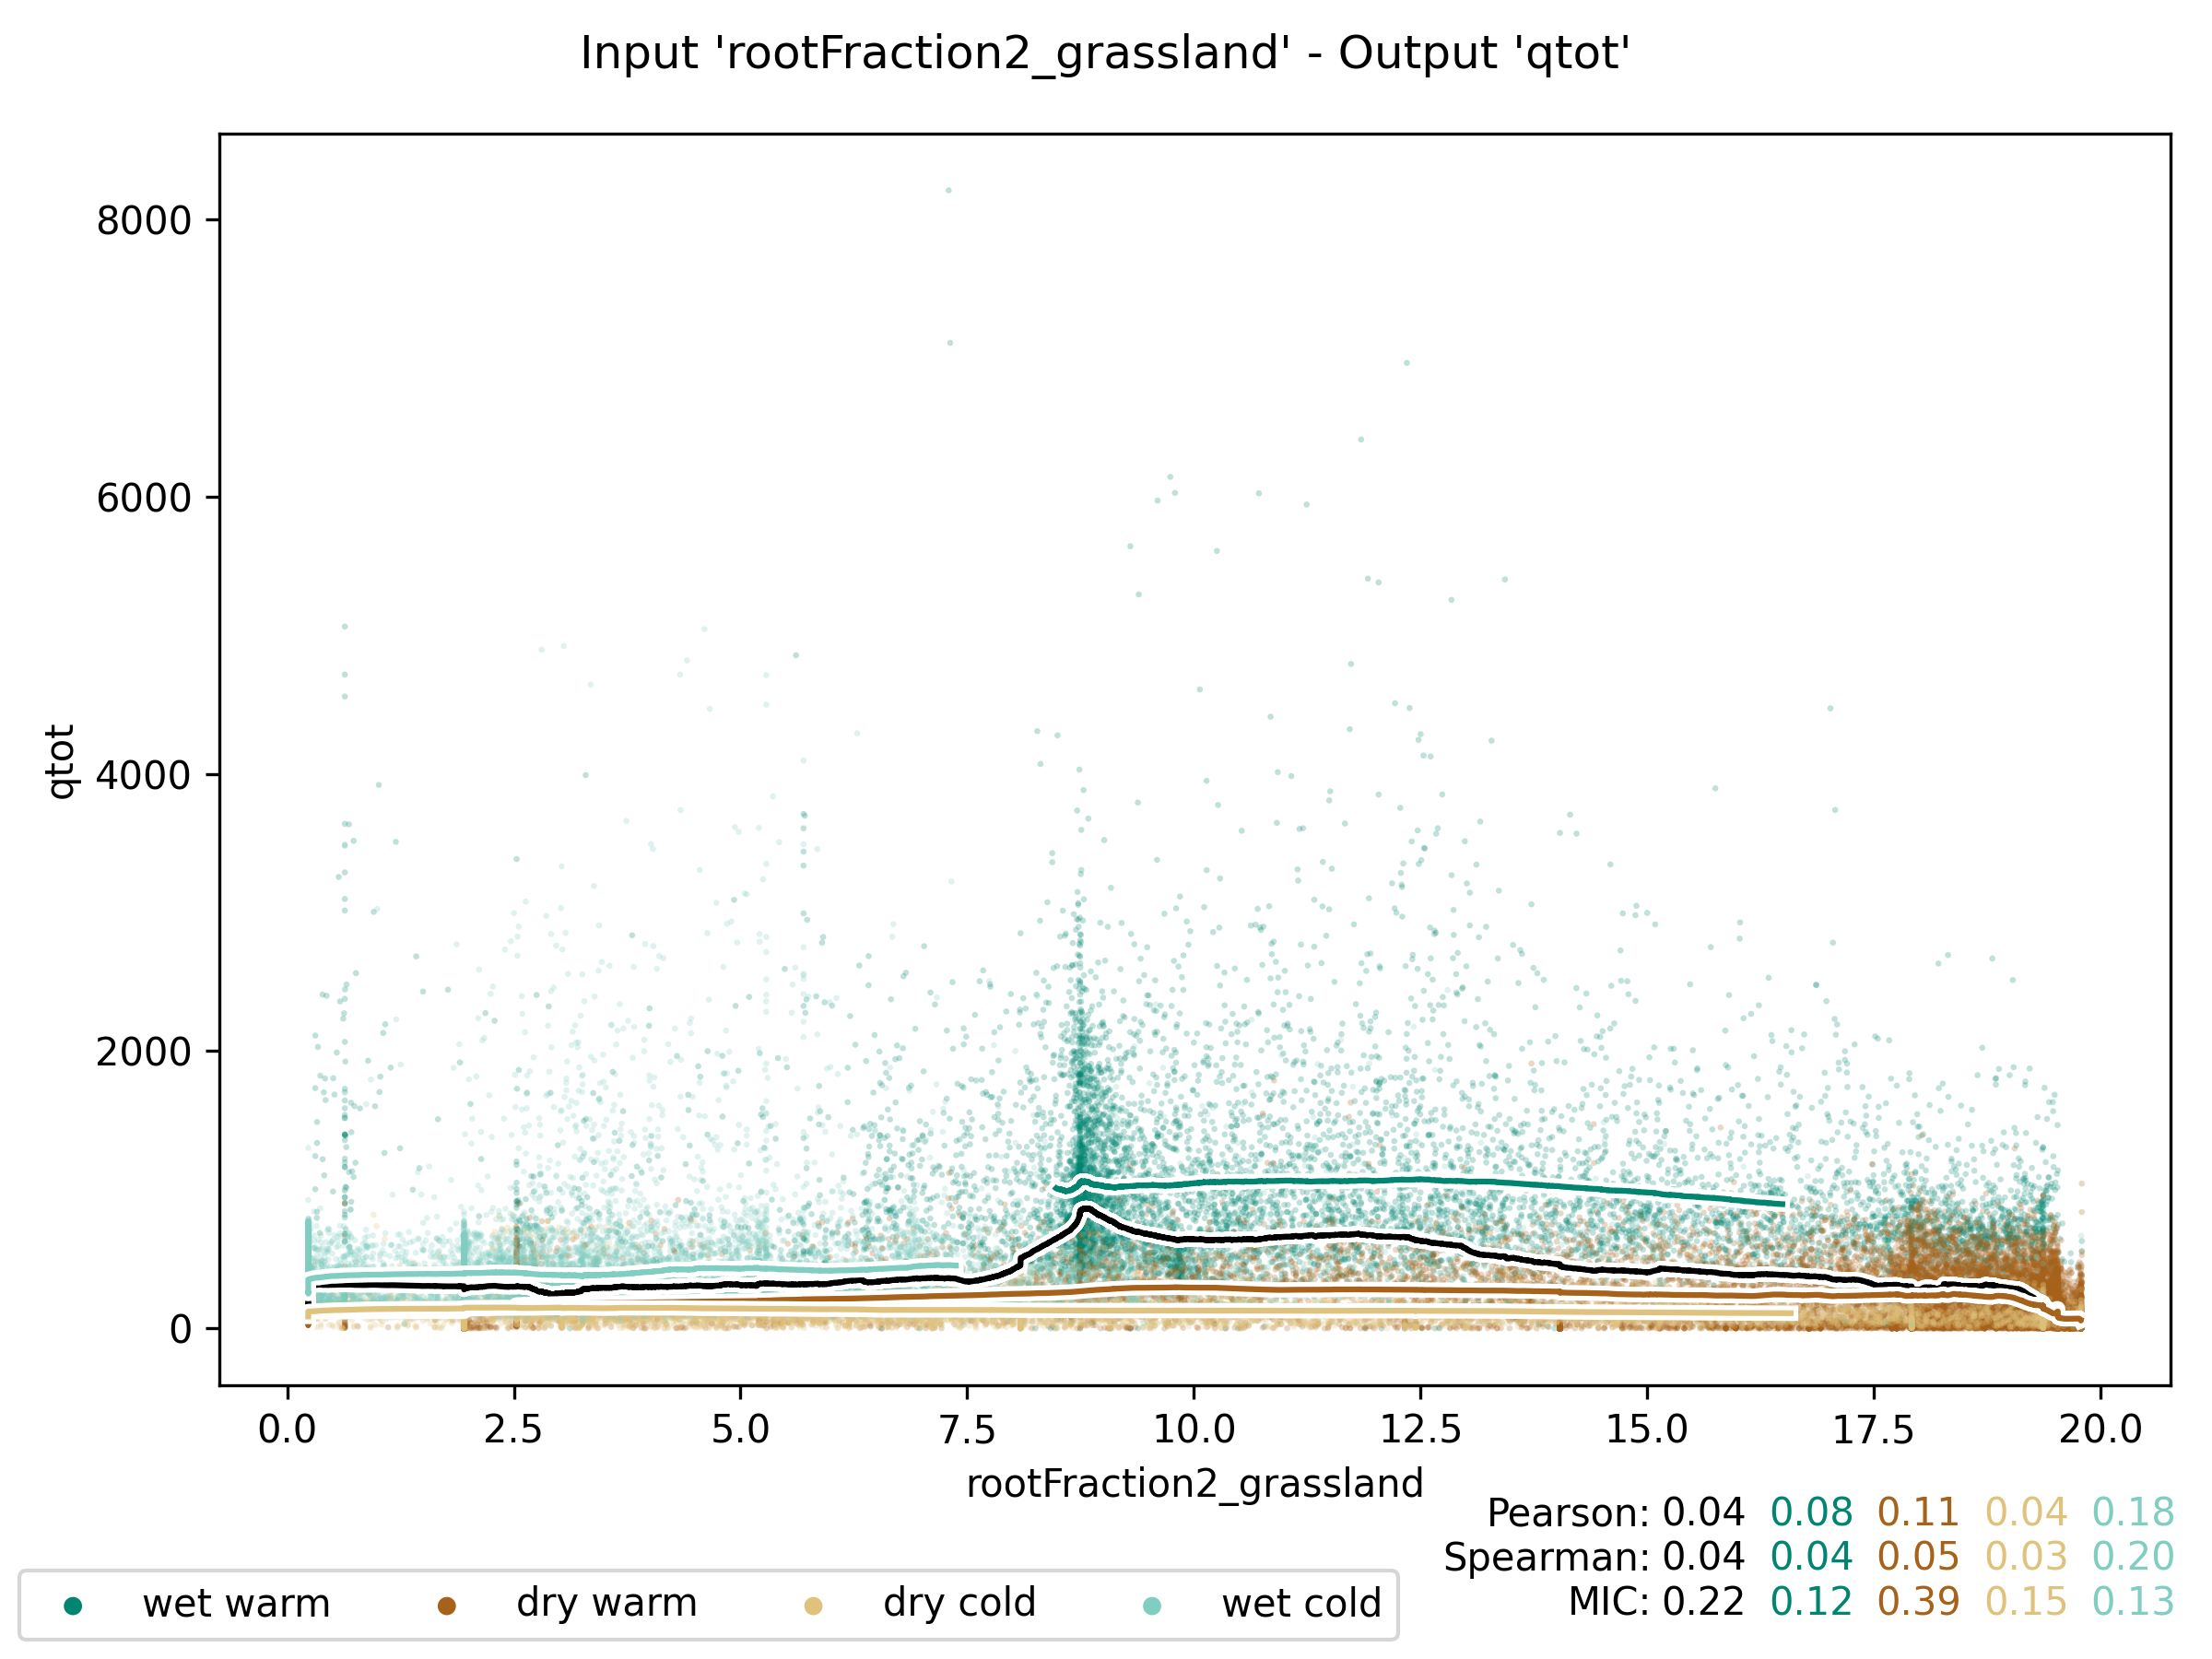 Input 'rootFraction2_grassland' - Output 'qtot'
8000
6000
4000
2000
0
qtot
0.0 2.5 5.0 7.5 10.0 12.5 15.0 17.5 20.0
rootFraction2_grassland
Pearson: 0.04 0.08 0.11 0.04 0.18
Spearman: 0.04 0.04 0.05 0.03 0.20
MIC: 0.22 0.12 0.39 0.15 0.13
wet warm dry warm dry cold wet cold